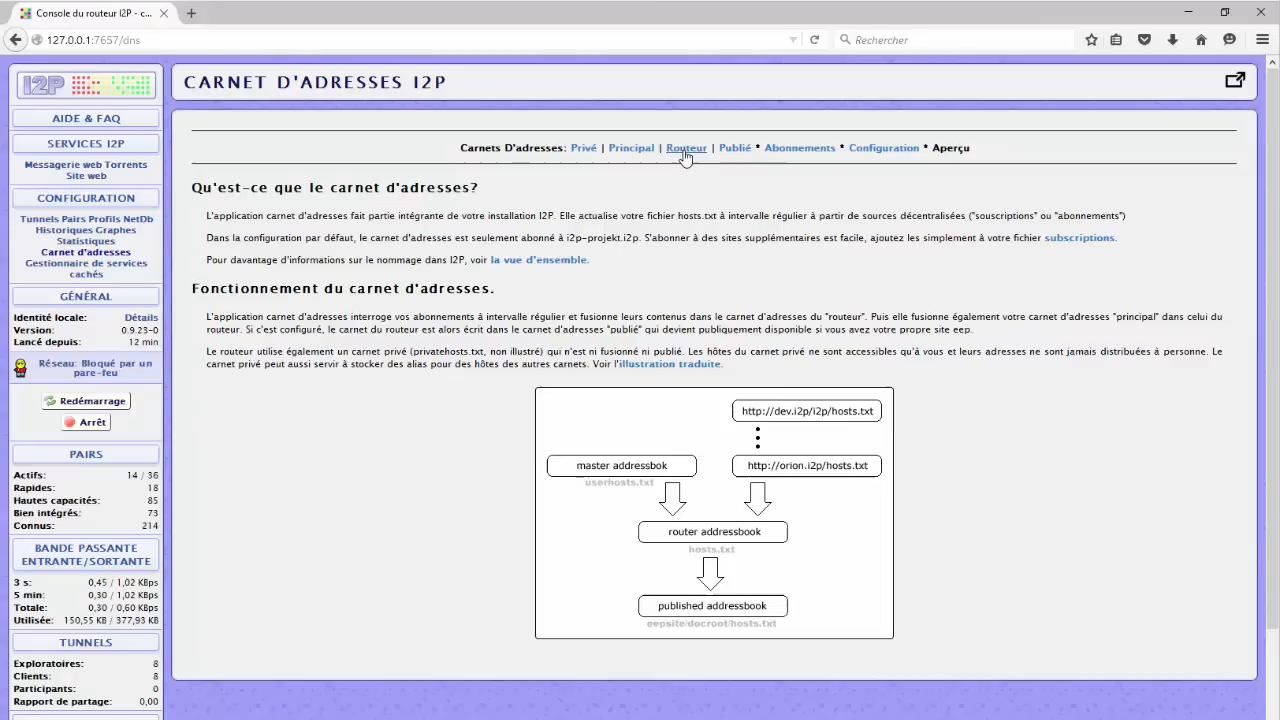 Console du routeur I2P - c...
127.0.0.1:7657/dns
Rechercher
I2P
AIDE & FAQ
SERVICES I2P
Messagerie web Torrents
Site web
CONFIGURATION
Tunnels Pairs Profils NetDb
Historiques Graphes
Statistiques
Carnet d'adresses
Gestionnaire de services
cachés
GÉNÉRAL
Identité locale: Détails
Version: 0.9.23-0
Lancé depuis: 12 min
Réseau: Bloqué par un
pare-feu
Redémarrage
Arrêt
PAIRS
Actifs: 14 / 36
Rapides: 18
Hautes capacités: 85
Bien intégrés: 73
Connus: 214
BANDE PASSANTE
ENTRANTE/SORTANTE
3 s: 0,45 / 1,02 KBps
5 min: 0,30 / 1,02 KBps
Totale: 0,30 / 0,60 KBps
Utilisée: 150,55 KB / 377,93 KB
TUNNELS
Exploratoires: 8
Clients: 8
Participants: 0
Rapport de partage: 0,00
CARNET D'ADRESSES I2P
Carnets D'adresses: Privé | Principal | Routeur | Publié * Abonnements * Configuration * Aperçu
Qu'est-ce que le carnet d'adresses?
L'application carnet d'adresses fait partie intégrante de votre installation I2P. Elle actualise votre fichier hosts.txt à intervalle régulier à partir de sources décentralisées ("souscriptions" ou "abonnements")
Dans la configuration par défaut, le carnet d'adresses est seulement abonné à i2p-projekt.i2p. S'abonner à des sites supplémentaires est facile, ajoutez les simplement à votre fichier subscriptions.
Pour davantage d'informations sur le nommage dans I2P, voir la vue d'ensemble.
Fonctionnement du carnet d'adresses.
L'application carnet d'adresses interroge vos abonnements à intervalle régulier et fusionne leurs contenus dans le carnet d'adresses du "routeur". Puis elle fusionne également votre carnet d'adresses "principal" dans celui du
routeur. Si c'est configuré, le carnet du routeur est alors écrit dans le carnet d'adresses "publié" qui devient publiquement disponible si vous avez votre propre site eep.
Le routeur utilise également un carnet privé (privatehosts.txt, non illustré) qui n'est ni fusionné ni publié. Les hôtes du carnet privé ne sont accessibles qu'à vous et leurs adresses ne sont jamais distribuées à personne. Le
carnet privé peut aussi servir à stocker des alias pour des hôtes des autres carnets. Voir l'illustration traduite.
http://dev.i2p/i2p/hosts.txt
master addressbok
http://orion.i2p/hosts.txt
userhosts.txt
router addressbook
hosts.txt
published addressbook
eepsite/docroot/hosts.txt